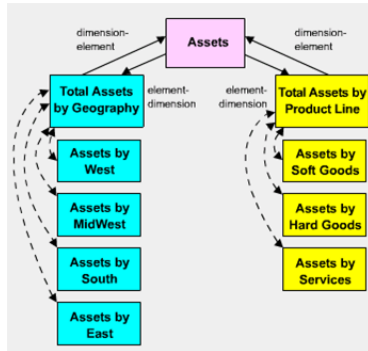 dimension-
element
Assets
dimension-
element
Total Assets
by Geography
element-
dimension
element-
dimension
Total Assets by
Product Line
Assets by
West
Assets by
Soft Goods
Assets by
MidWest
Assets by
Hard Goods
Assets by
South
Assets by
Services
Assets by
East